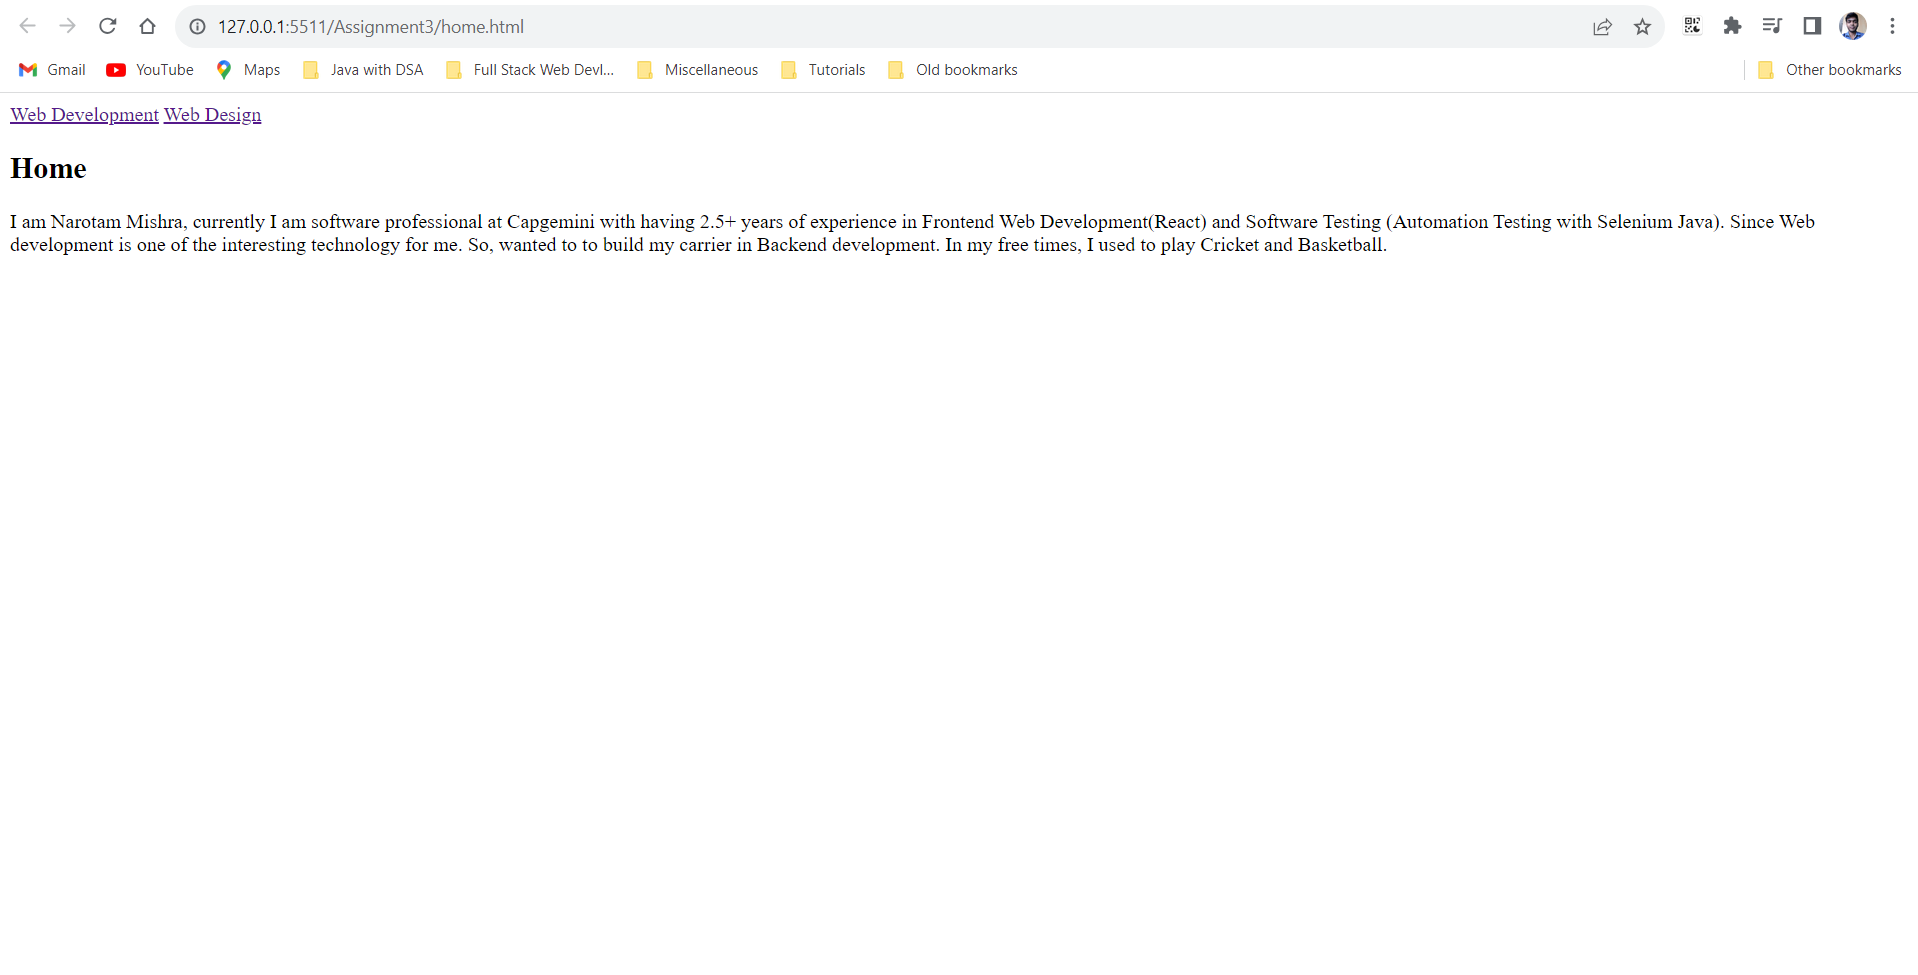 127.0.0.1:5511/Assignment3/home.html
Gmail YouTube Maps Java with DSA Full Stack Web Devl... Miscellaneous Tutorials Old bookmarks Other bookmarks
Web Development Web Design
Home
I am Narotam Mishra, currently I am software professional at Capgemini with having 2.5+ years of experience in Frontend Web Development(React) and Software Testing (Automation Testing with Selenium Java). Since Web
development is one of the interesting technology for me. So, wanted to to build my carrier in Backend development. In my free times, I used to play Cricket and Basketball.